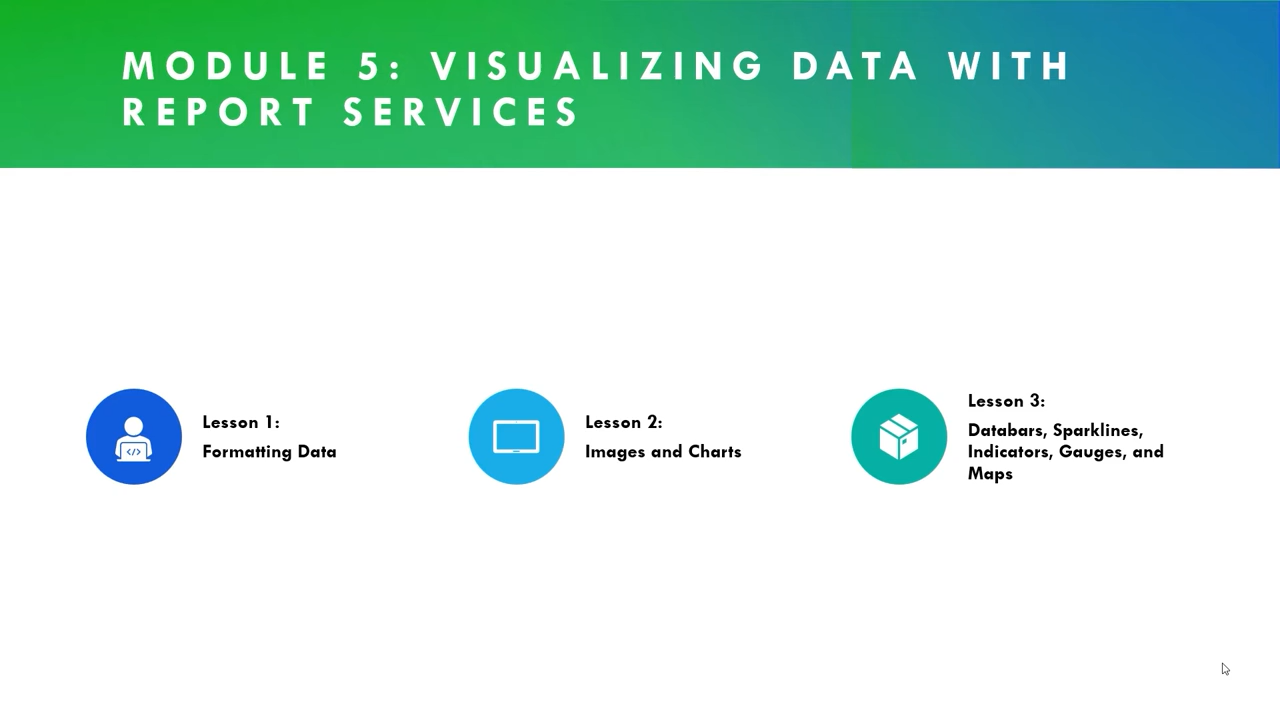 MODULE 5: VISUALIZING DATA WITH
REPORT SERVICES
Lesson 1:
Formatting Data
Lesson 2:
Images and Charts
Lesson 3:
Databars, Sparklines,
Indicators, Gauges, and
Maps